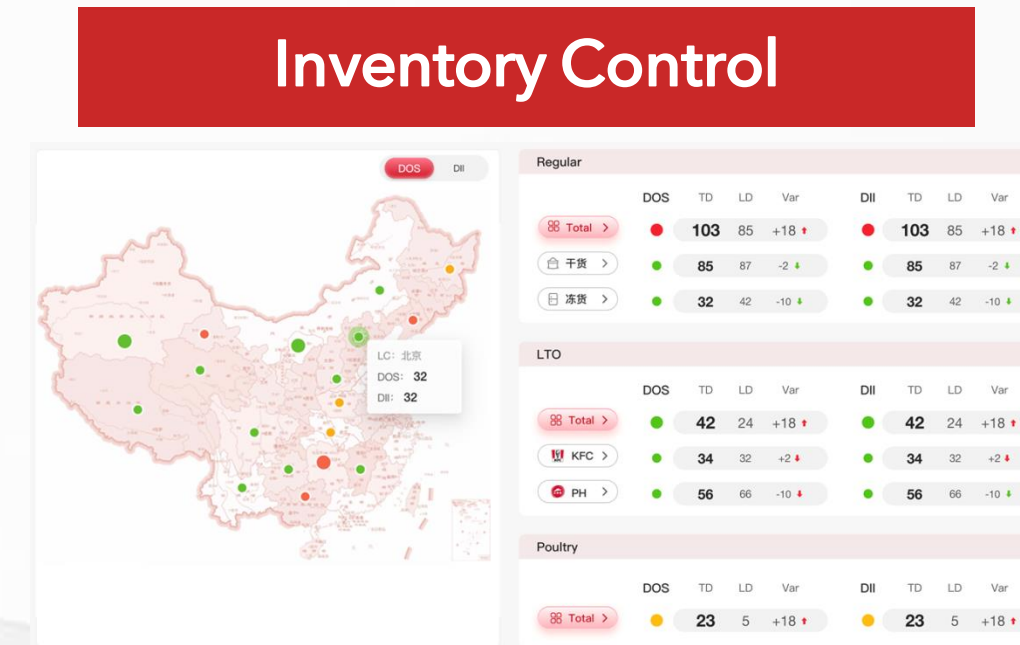 Inventory Control
DOS DII
LC: 北京
DOS: 32
DII: 32
Regular
DOS TD LD Var DII TD LD Var
Total 103 85 +18 103 85 +18
干货 85 87 -2 85 87 -2
冻货 32 42 -10 32 42 -10
LTO
DOS TD LD Var DII TD LD Var
Total 42 24 +18 42 24 +18
KFC 34 32 +2 34 32 +2
PH 56 66 -10 56 66 -10
Poultry
DOS TD LD Var DII TD LD Var
Total 23 5 +18 23 5 +18